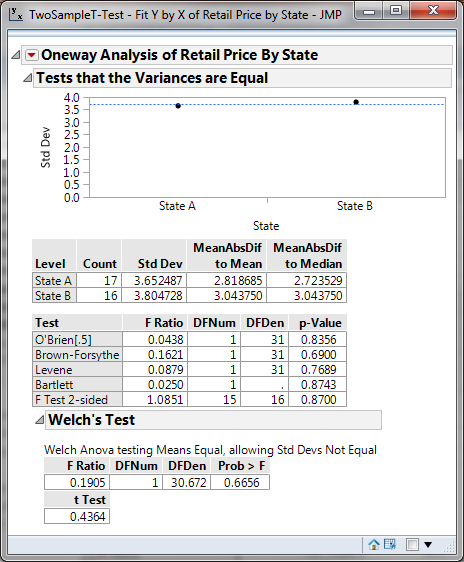 TwoSampleT-Test - Fit Y by X of Retail Price by State - JMP
Oneway Analysis of Retail Price By State
Tests that the Variances are Equal
4.0
3.5
3.0
2.5
2.0
1.5
1.0
0.5
0.0
Std Dev
State A State B
State
Level Count Std Dev MeanAbsDif to Mean MeanAbsDif to Median
State A 17 3.652487 2.818685 2.723529
State B 16 3.804728 3.043750 3.043750
Test F Ratio DFNum DFDen p-Value
O'Brien[.5] 0.0438 1 31 0.8356
Brown-Forsythe 0.1621 1 31 0.6900
Levene 0.0879 1 31 0.7689
Bartlett 0.0250 1 . 0.8743
F Test 2-sided 1.0851 15 16 0.8700
Welch's Test
Welch Anova testing Means Equal, allowing Std Devs Not Equal
F Ratio DFNum DFDen Prob > F
0.1905 1 30.672 0.6656
t Test
0.4364